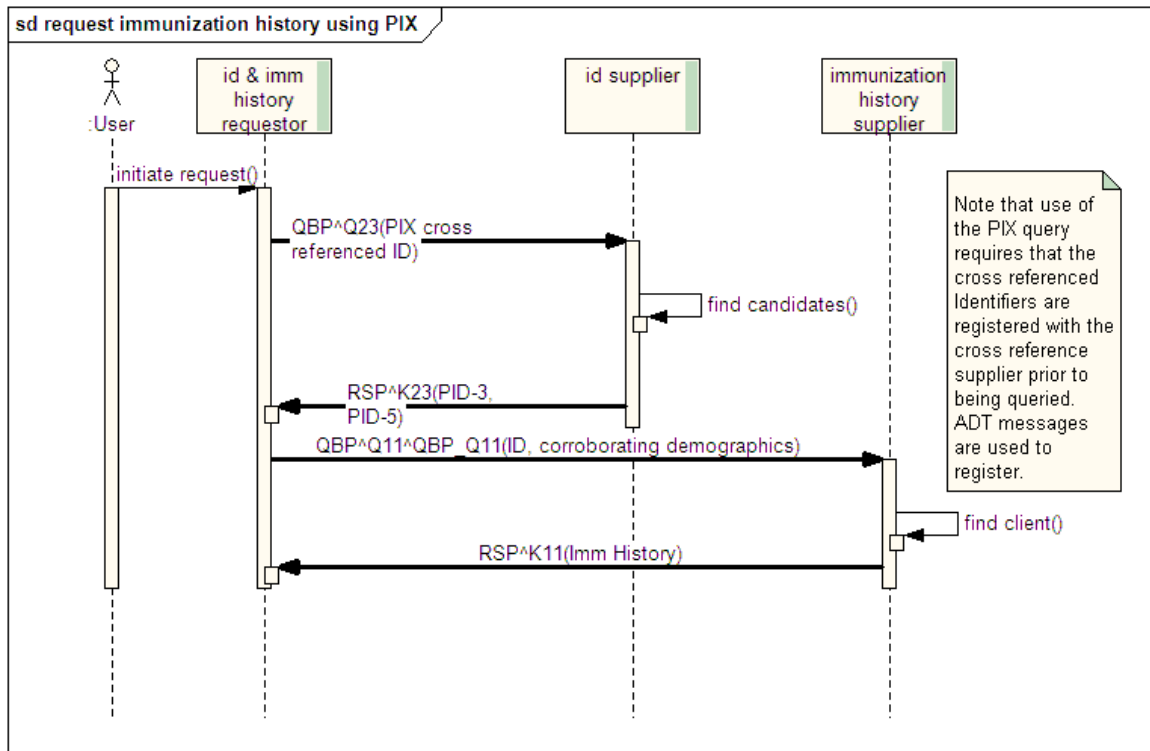 sd request immunization history using PIX
:User
id & imm
history
requestor
id supplier
immunization
history
supplier
initiate request()
QBP^Q23(PIX cross
referenced ID)
find candidates()
RSP^K23(PID-3,
PID-5)
QBP^Q11^QBP_Q11(ID, corroborating demographics)
find client()
RSP^K11(Imm History)
Note that use of
the PIX query
requires that the
cross referenced
Identifiers are
registered with the
cross reference
supplier prior to
being queried.
ADT messages
are used to
register.